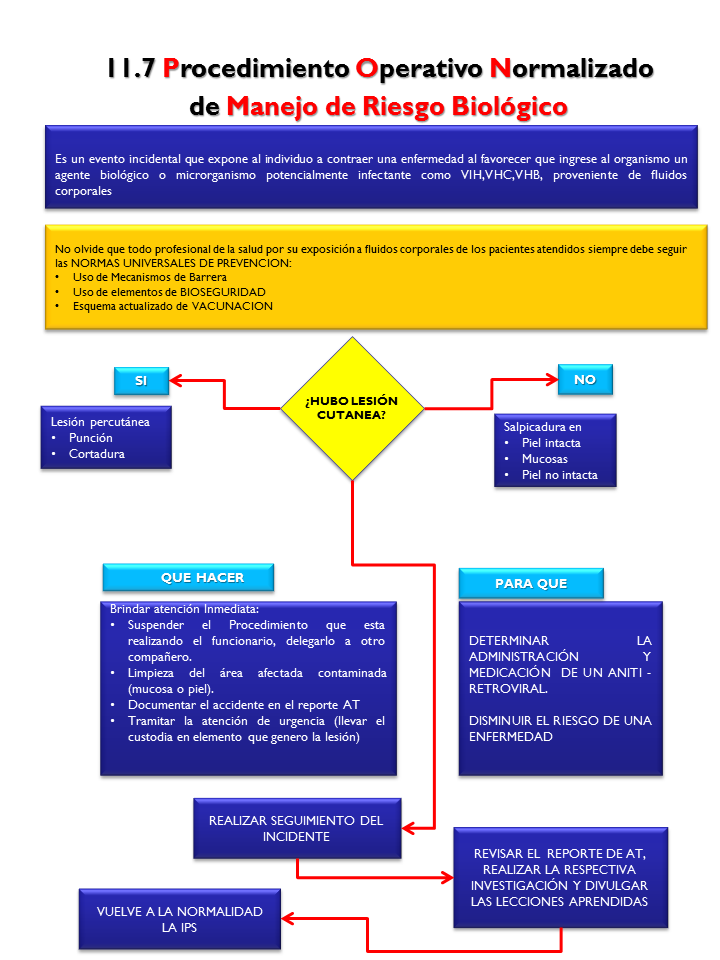 11.7 Procedimiento Operativo Normalizado
de Manejo de Riesgo Biológico
Es un evento incidental que expone al individuo a contraer una enfermedad al favorecer que ingrese al organismo un
agente biológico o microrganismo potencialmente infectante como VIH,VHC,VHB, proveniente de fluidos
corporales
No olvide que todo profesional de la salud por su exposición a fluidos corporales de los pacientes atendidos siempre debe seguir
las NORMAS UNIVERSALES DE PREVENCION:
• Uso de Mecanismos de Barrera
• Uso de elementos de BIOSEGURIDAD
• Esquema actualizado de VACUNACION
¿HUBO LESIÓN
CUTANEA?
SI
Lesión percutánea
• Punción
• Cortadura
NO
Salpicadura en
• Piel intacta
• Mucosas
• Piel no intacta
QUE HACER
Brindar atención Inmediata:
• Suspender el Procedimiento que esta
realizando el funcionario, delegarlo a otro
compañero.
• Limpieza del área afectada contaminada
(mucosa o piel).
• Documentar el accidente en el reporte AT
• Tramitar la atención de urgencia (llevar el
custodia en elemento que genero la lesión)
PARA QUE
DETERMINAR LA
ADMINISTRACIÓN Y
MEDICACIÓN DE UN ANITI -
RETROVIRAL.
DISMINUIR EL RIESGO DE UNA
ENFERMEDAD
REALIZAR SEGUIMIENTO DEL
INCIDENTE
REVISAR EL REPORTE DE AT,
REALIZAR LA RESPECTIVA
INVESTIGACIÓN Y DIVULGAR
LAS LECCIONES APRENDIDAS
VUELVE A LA NORMALIDAD
LA IPS